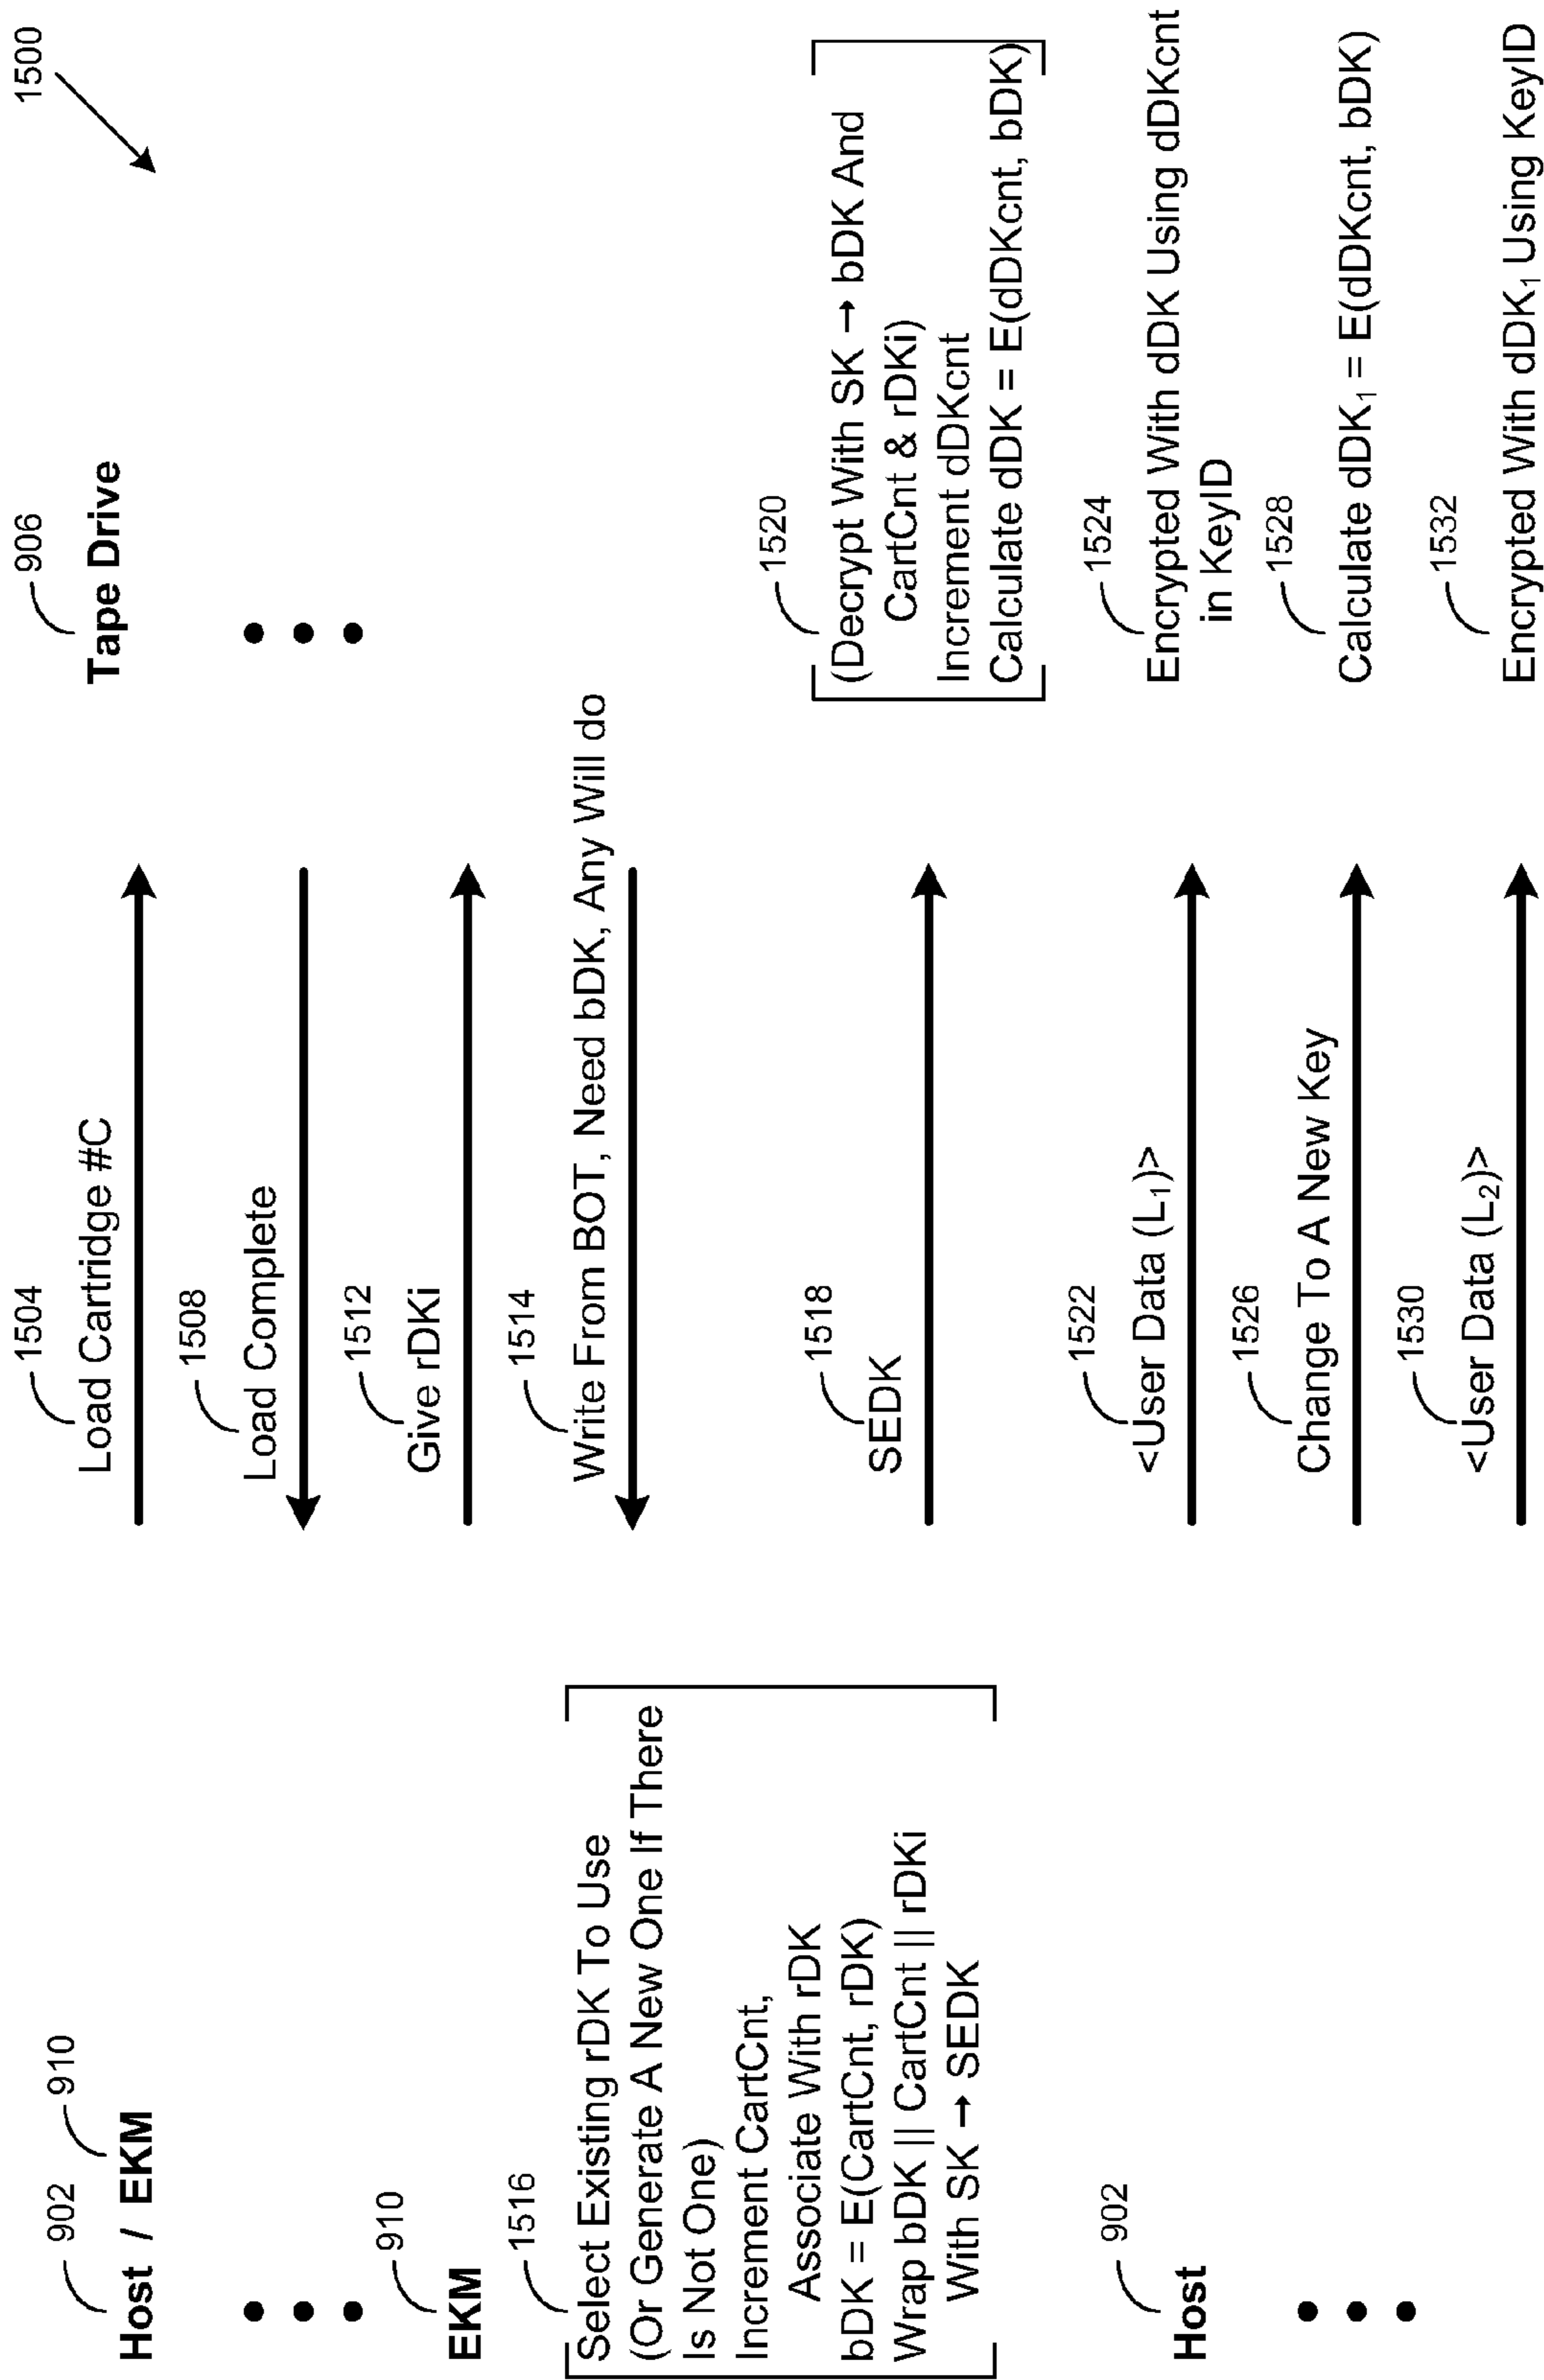 1500
902
910
Host / EKM
906
Tape Drive
1504
Load Cartridge #C
1508
Load Complete
910
EKM
1512
Give rDKi
1514
Write From BOT, Need bDK, Any Will do
1516
Select Existing rDK To Use
(Or Generate A New One If There
Is Not One)
Increment CartCnt,
Associate With rDK
bDK = E(CartCnt, rDK)
Wrap bDK || CartCnt || rDKi
With SK → SEDK
1518
SEDK
1520
(Decrypt With SK → bDK And
CartCnt & rDKi)
Increment dDKcnt
Calculate dDK = E(dDKcnt, bDK)
902
Host
1522
<User Data (L₁)>
1524
Encrypted With dDK Using dDKcnt
in KeyID
1526
Change To A New Key
1528
Calculate dDK₁ = E(dDKcnt, bDK)
1530
<User Data (L₂)>
1532
Encrypted With dDK₁ Using KeyID